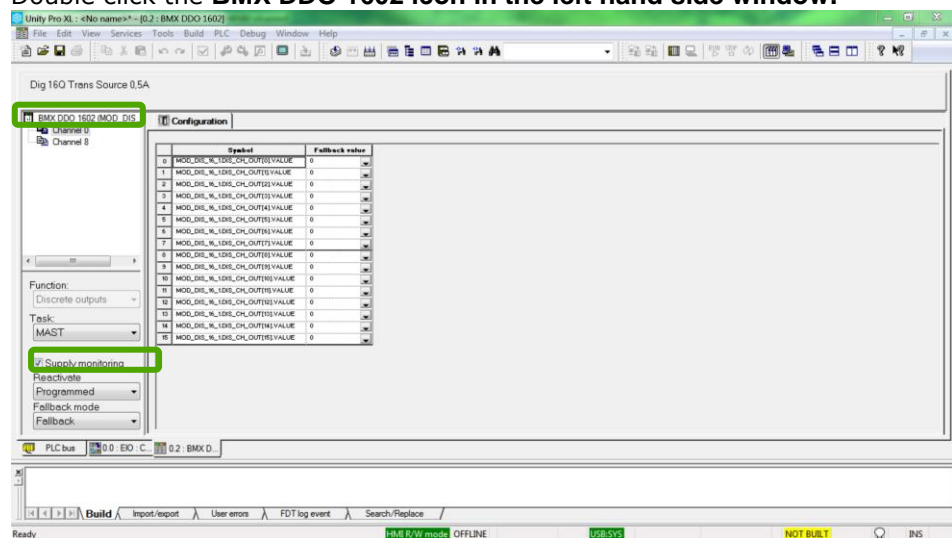 Double click the BMX DDO 1602 icon in the left hand side window.
Unity Pro XL : <No name>* - [0.2 : BMX DDO 1602]
File Edit View Services Tools Build PLC Debug Window Help
Dig 16Q Trans Source 0,5A
BMX DDO 1602 (MOD_DIS
Channel 0
Channel 8
Configuration
Symbol Fallback value
0 MOD_DIS_16_1.DIS_CH_OUT[0].VALUE 0
1 MOD_DIS_16_1.DIS_CH_OUT[1].VALUE 0
2 MOD_DIS_16_1.DIS_CH_OUT[2].VALUE 0
3 MOD_DIS_16_1.DIS_CH_OUT[3].VALUE 0
4 MOD_DIS_16_1.DIS_CH_OUT[4].VALUE 0
5 MOD_DIS_16_1.DIS_CH_OUT[5].VALUE 0
6 MOD_DIS_16_1.DIS_CH_OUT[6].VALUE 0
7 MOD_DIS_16_1.DIS_CH_OUT[7].VALUE 0
8 MOD_DIS_16_1.DIS_CH_OUT[8].VALUE 0
9 MOD_DIS_16_1.DIS_CH_OUT[9].VALUE 0
10 MOD_DIS_16_1.DIS_CH_OUT[10].VALUE 0
11 MOD_DIS_16_1.DIS_CH_OUT[11].VALUE 0
12 MOD_DIS_16_1.DIS_CH_OUT[12].VALUE 0
13 MOD_DIS_16_1.DIS_CH_OUT[13].VALUE 0
14 MOD_DIS_16_1.DIS_CH_OUT[14].VALUE 0
15 MOD_DIS_16_1.DIS_CH_OUT[15].VALUE 0
Function:
Discrete outputs
Task:
MAST
Supply monitoring
Reactivate
Programmed
Fallback mode
Fallback
PLC bus 0.0 : EIO : C... 0.2 : BMX D...
Build Import/export User errors FDT log event Search/Replace
Ready HMI R/W mode OFFLINE USB:SYS NOT BUILT INS